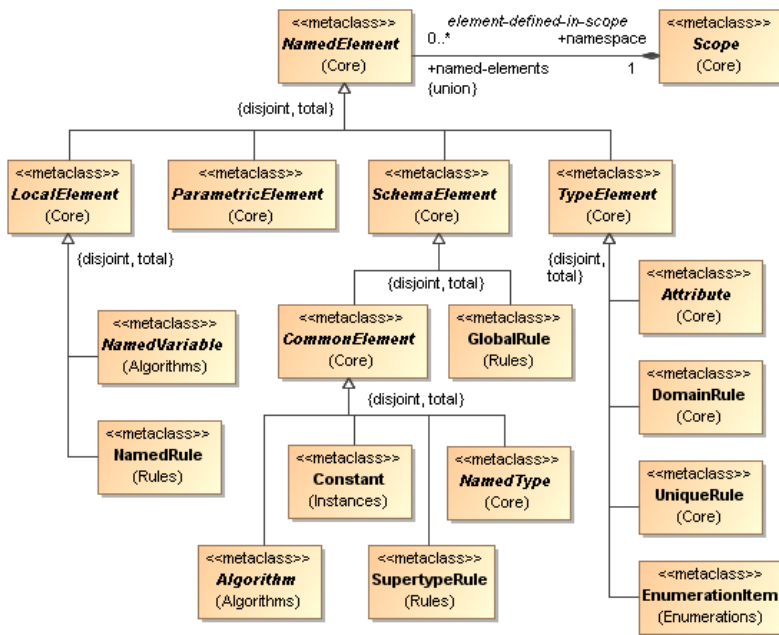 <<metaclass>>
NamedElement
(Core)
element-defined-in-scope
0..*
+namespace
+named-elements
{union}
1
<<metaclass>>
Scope
(Core)
{disjoint, total}
<<metaclass>>
LocalElement
(Core)
<<metaclass>>
ParametricElement
(Core)
<<metaclass>>
SchemaElement
(Core)
<<metaclass>>
TypeElement
(Core)
{disjoint, total}
<<metaclass>>
NamedVariable
(Algorithms)
<<metaclass>>
NamedRule
(Rules)
{disjoint, total}
<<metaclass>>
CommonElement
(Core)
<<metaclass>>
GlobalRule
(Rules)
{disjoint, total}
<<metaclass>>
Constant
(Instances)
<<metaclass>>
NamedType
(Core)
<<metaclass>>
Algorithm
(Algorithms)
<<metaclass>>
SupertypeRule
(Rules)
{disjoint,
total}
<<metaclass>>
Attribute
(Core)
<<metaclass>>
DomainRule
(Core)
<<metaclass>>
UniqueRule
(Core)
<<metaclass>>
EnumerationItem
(Enumerations)